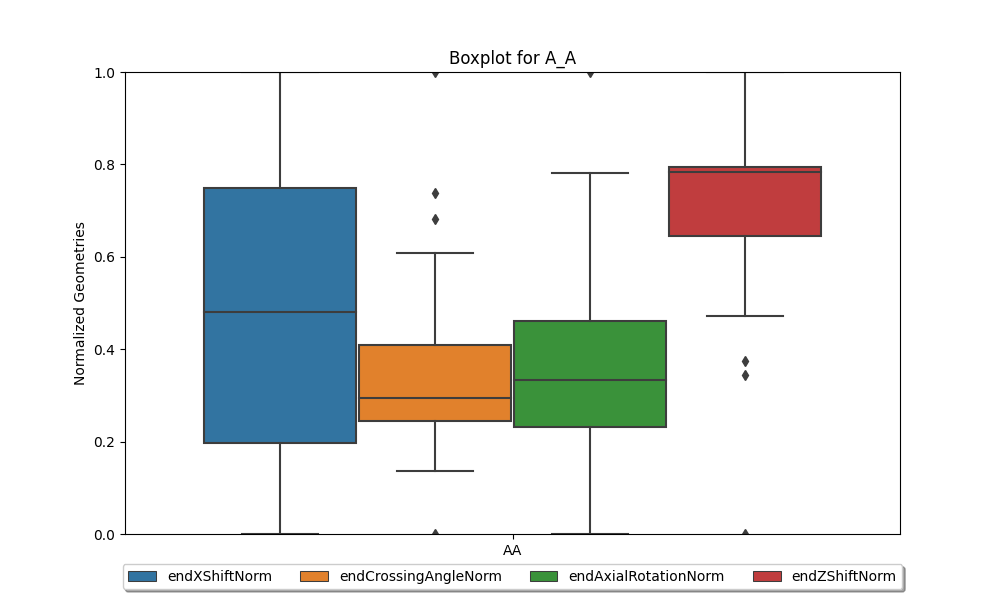 Boxplot for A_A
1.0
0.8
0.6
0.4
0.2
0.0
Normalized Geometries
AA
endXShiftNorm endCrossingAngleNorm endAxialRotationNorm endZShiftNorm